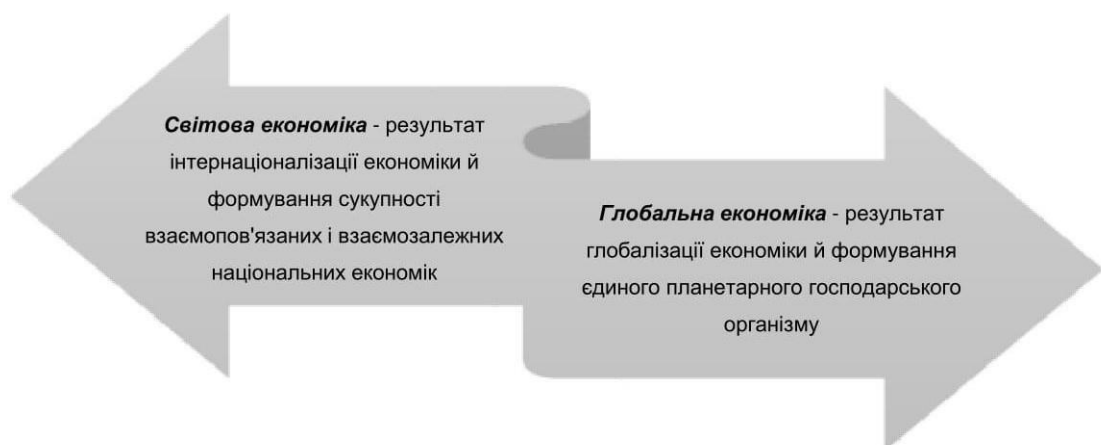 Світова економіка - результат
інтернаціоналізації економіки й
формування сукупності
взаємопов'язаних і взаємозалежних
національних економік
Глобальна економіка - результат
глобалізації економіки й формування
єдиного планетарного господарського
організму